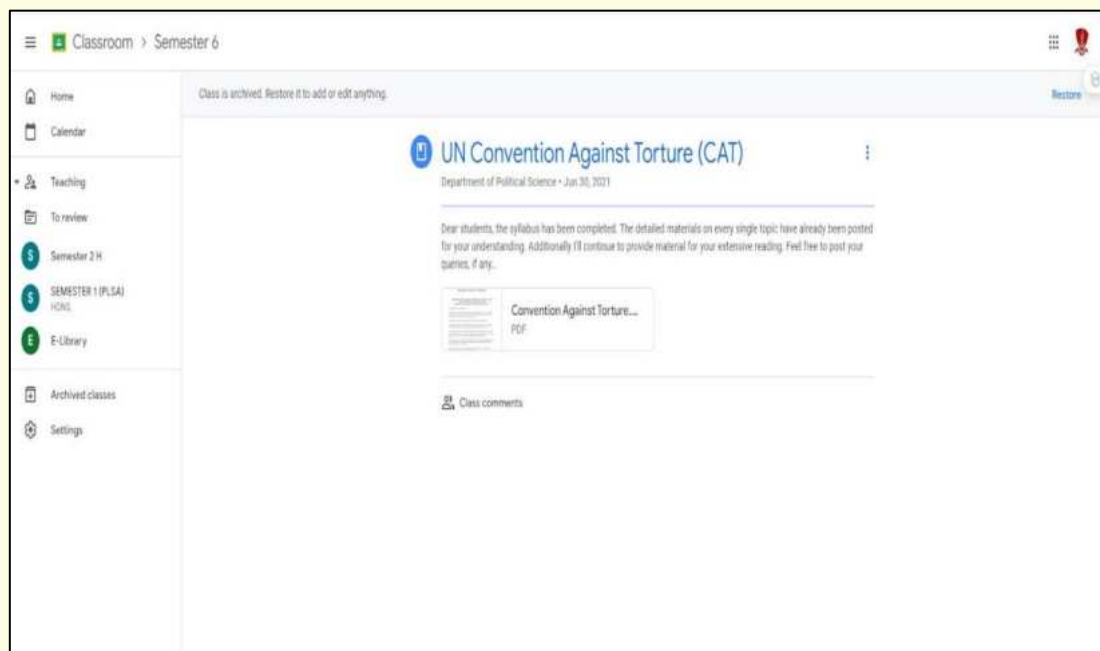 Classroom > Semester 6
Home
Calendar
Teaching
To review
S Semester 2 H
S SEMESTER 1 (PLSA)
HONS.
E E-Library
Archived classes
Settings
Class is archived. Restore it to add or edit anything.
Restore
UN Convention Against Torture (CAT)
Department of Political Science • Jun 30, 2021
Dear students, the syllabus has been completed. The detailed materials on every single topic have already been posted
for your understanding. Additionally I'll continue to provide material for your extensive reading. Feel free to post your
queries, if any..
Convention Against Torture....
PDF
Class comments